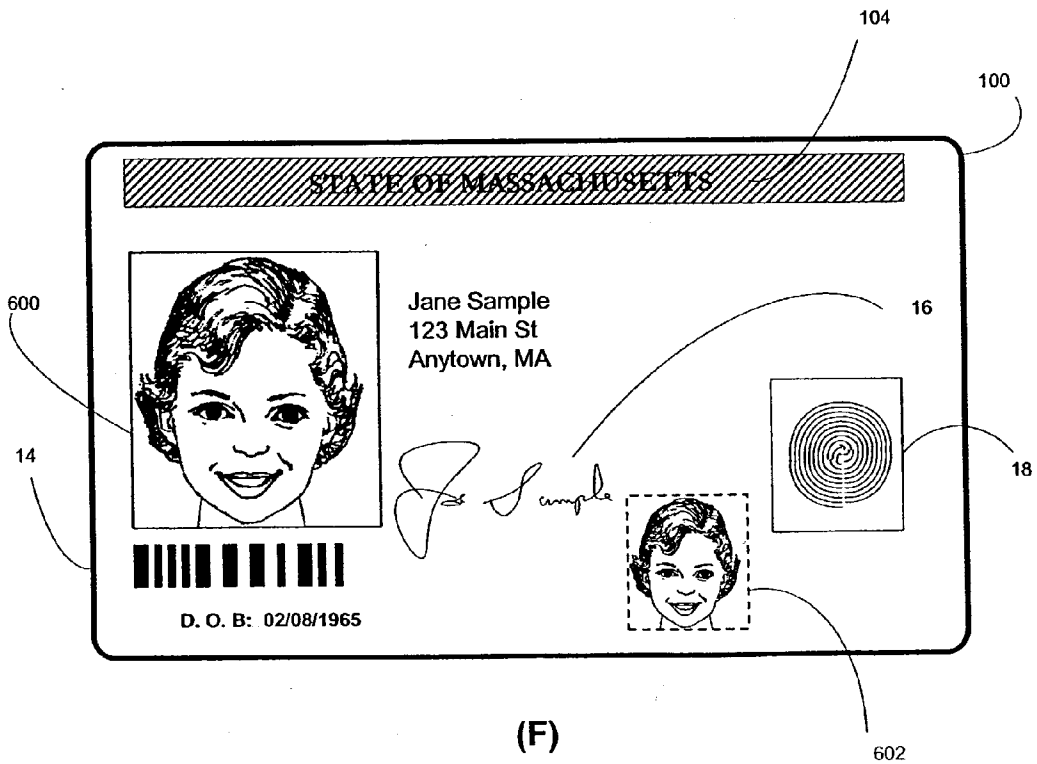 104
100
STATE OF MASSACHUSETTS
600
Jane Sample
123 Main St
Anytown, MA
16
14
18
Sample
D. O. B: 02/08/1965
(F)
602